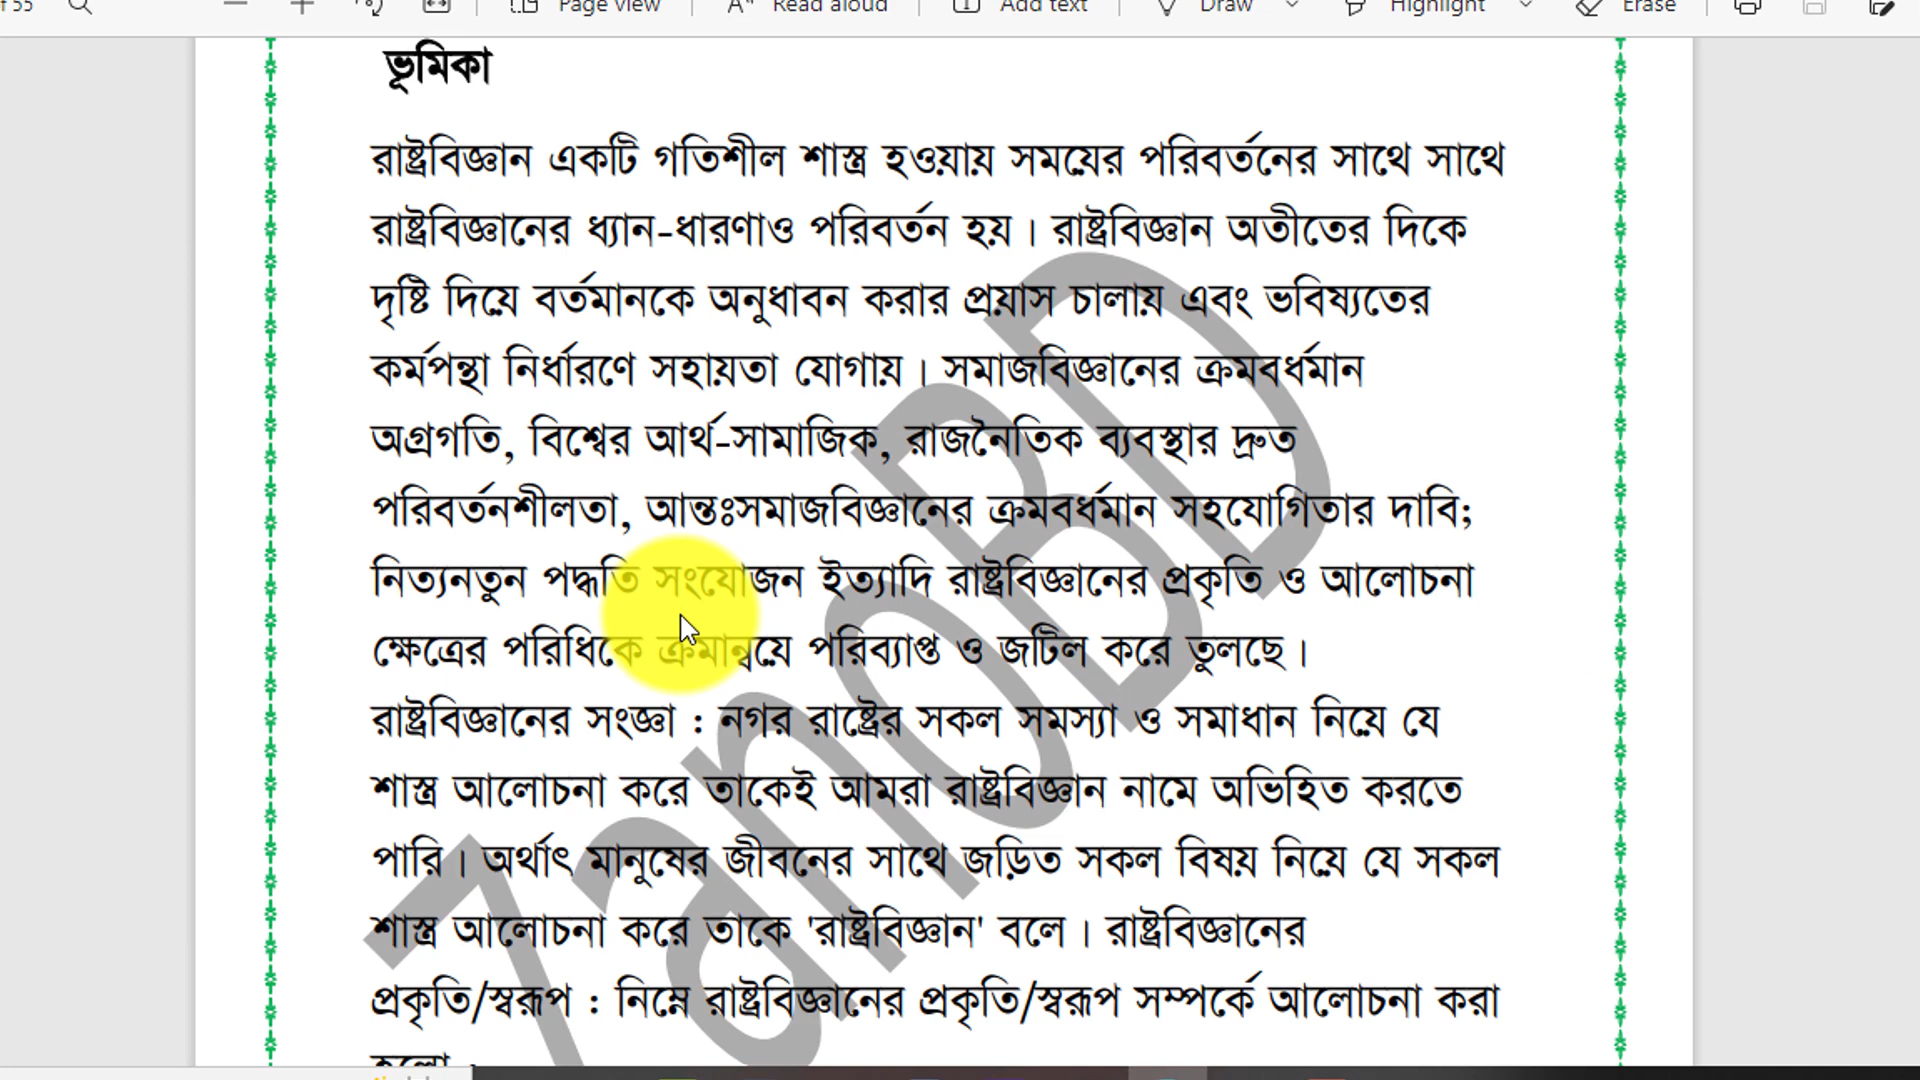 f 55 Page view Read aloud Add text Draw Highlight Erase
ভূমিকা
রাষ্ট্রবিজ্ঞান একটি গতিশীল শাস্ত্র হওয়ায় সময়ের পরিবর্তনের সাথে সাথে
রাষ্ট্রবিজ্ঞানের ধ্যান-ধারণাও পরিবর্তন হয়। রাষ্ট্রবিজ্ঞান অতীতের দিকে
দৃষ্টি দিয়ে বর্তমানকে অনুধাবন করার প্রয়াস চালায় এবং ভবিষ্যতের
কর্মপন্থা নির্ধারণে সহায়তা যোগায়। সমাজবিজ্ঞানের ক্রমবর্ধমান
অগ্রগতি, বিশ্বের আর্থ-সামাজিক, রাজনৈতিক ব্যবস্থার দ্রুত
পরিবর্তনশীলতা, আন্তঃসমাজবিজ্ঞানের ক্রমবর্ধমান সহযোগিতার দাবি;
নিত্যনতুন পদ্ধতি সংযোজন ইত্যাদি রাষ্ট্রবিজ্ঞানের প্রকৃতি ও আলোচনা
ক্ষেত্রের পরিধিকে ক্রমান্বয়ে পরিব্যাপ্ত ও জটিল করে তুলছে।
রাষ্ট্রবিজ্ঞানের সংজ্ঞা : নগর রাষ্ট্রের সকল সমস্যা ও সমাধান নিয়ে যে
শাস্ত্র আলোচনা করে তাকেই আমরা রাষ্ট্রবিজ্ঞান নামে অভিহিত করতে
পারি। অর্থাৎ মানুষের জীবনের সাথে জড়িত সকল বিষয় নিয়ে যে সকল
শাস্ত্র আলোচনা করে তাকে 'রাষ্ট্রবিজ্ঞান' বলে। রাষ্ট্রবিজ্ঞানের
প্রকৃতি/স্বরূপ : নিম্নে রাষ্ট্রবিজ্ঞানের প্রকৃতি/স্বরূপ সম্পর্কে আলোচনা করা
হলো :
ZanoBD